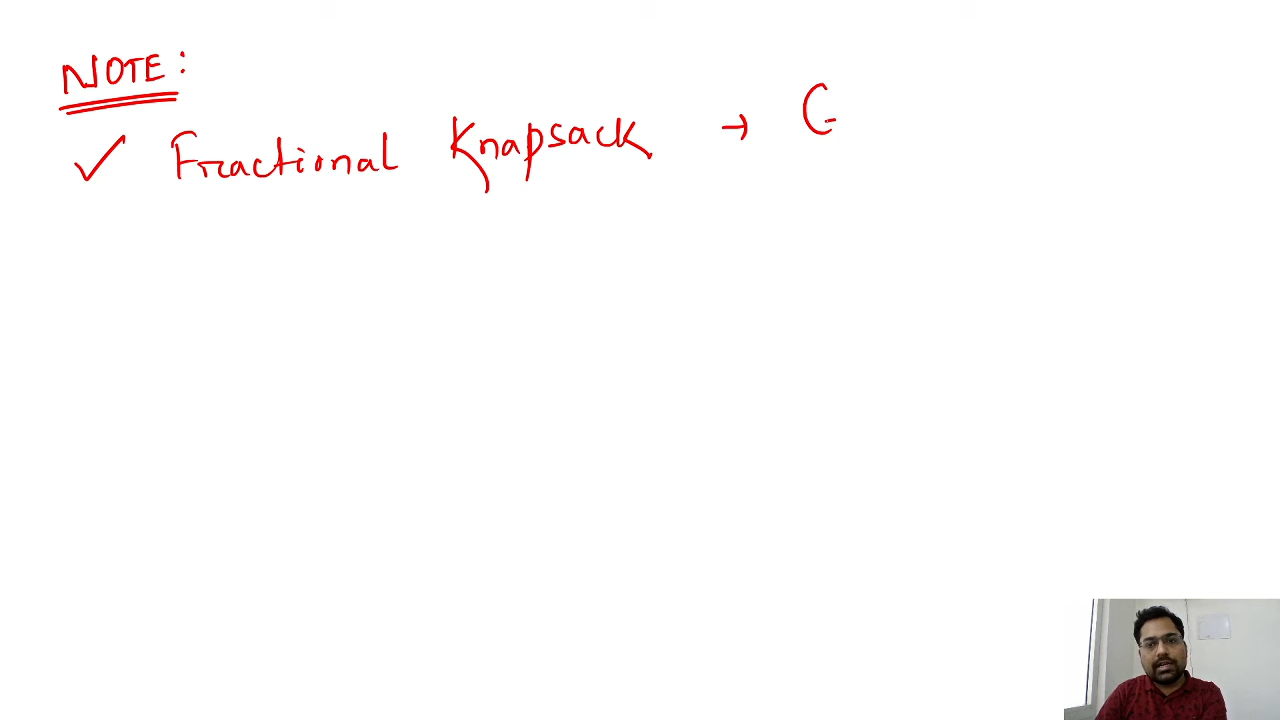 NOTE:
✓ Fractional Knapsack → G